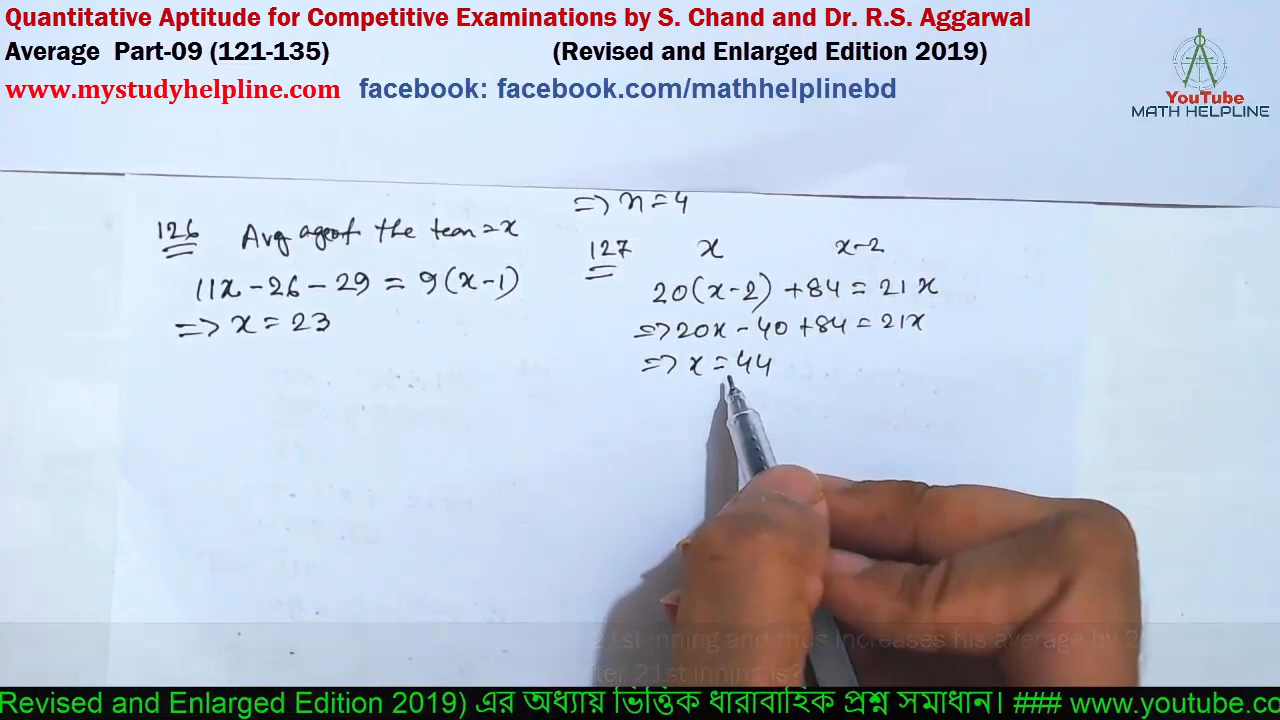 Quantitative Aptitude for Competitive Examinations by S. Chand and Dr. R.S. Aggarwal
Average Part-09 (121-135) (Revised and Enlarged Edition 2019)
www.mystudyhelpline.com facebook: facebook.com/mathhelplinebd
YouTube
MATH HELPLINE
126 Avg age of the team = x
11x - 26 - 29 = 9(x-1)
=> x = 23
=> n = 4
127 x x-2
20(x-2) + 84 = 21x
=> 20x - 40 + 84 = 21x
=> x = 44
21st inning and thus increases his average by 2
21st inning is?
Revised and Enlarged Edition 2019) এর অধ্যায় ভিত্তিক ধারাবাহিক প্রশ্ন সমাধান। ### www.youtube.co